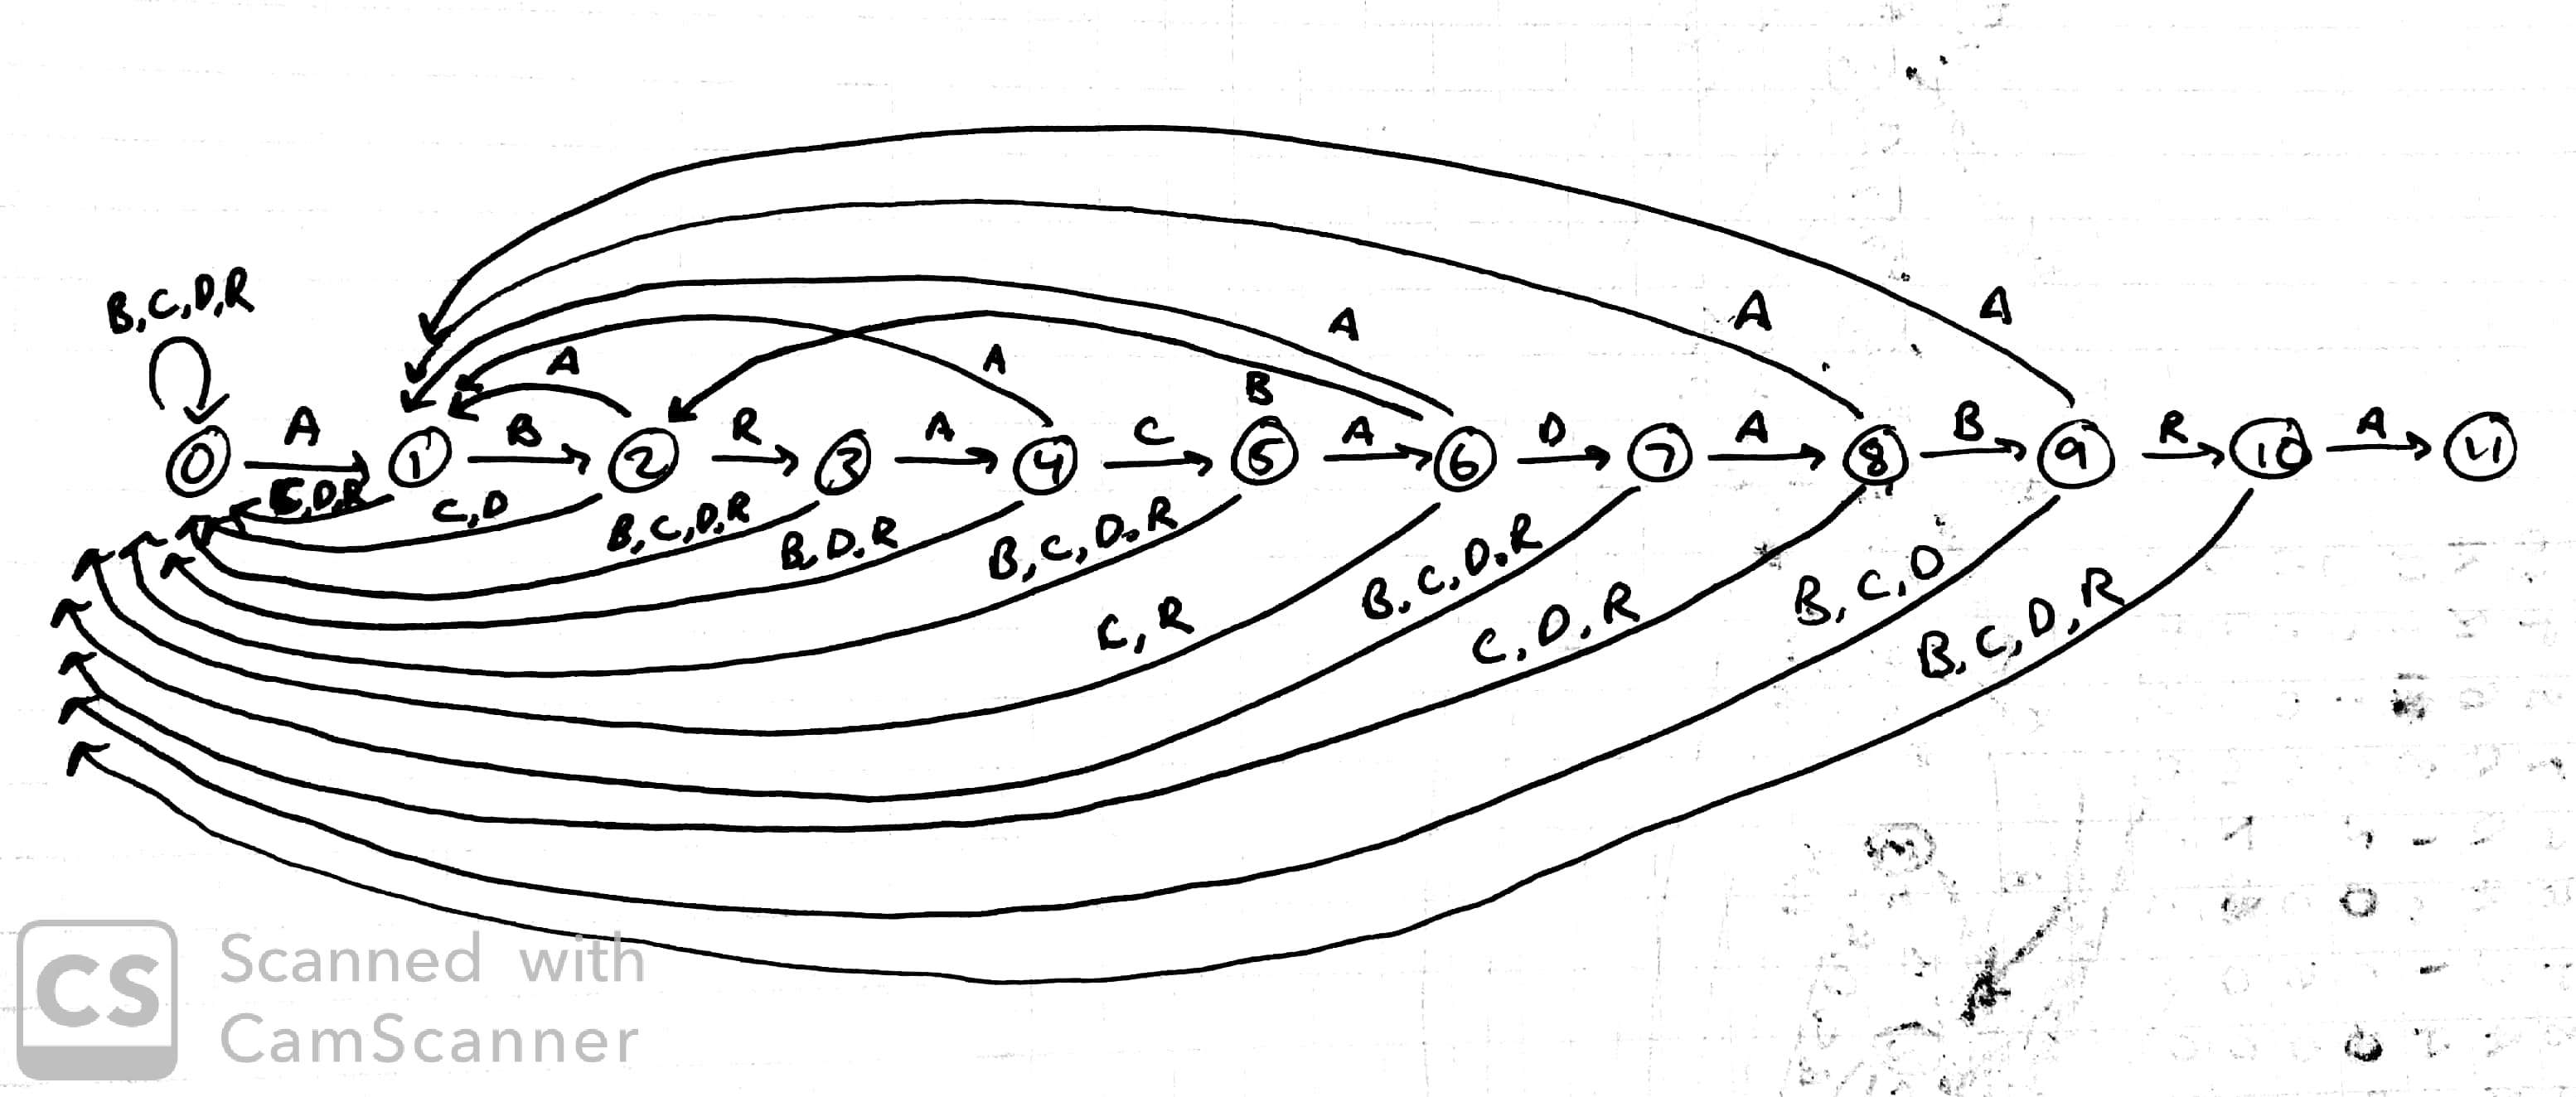 B,C,D,R
A
A
A
A
A
A
B
0 A 1 B 2 R 3 A 4 C 5 A 6 D 7 A 8 B 9 R 10 A 11
C,D,R
C,D
B,C,D,R
B,D,R
B,C,D,R
C,R
B,C,D,R
C,D,R
B,C,D
B,C,D,R
CS
Scanned with
CamScanner